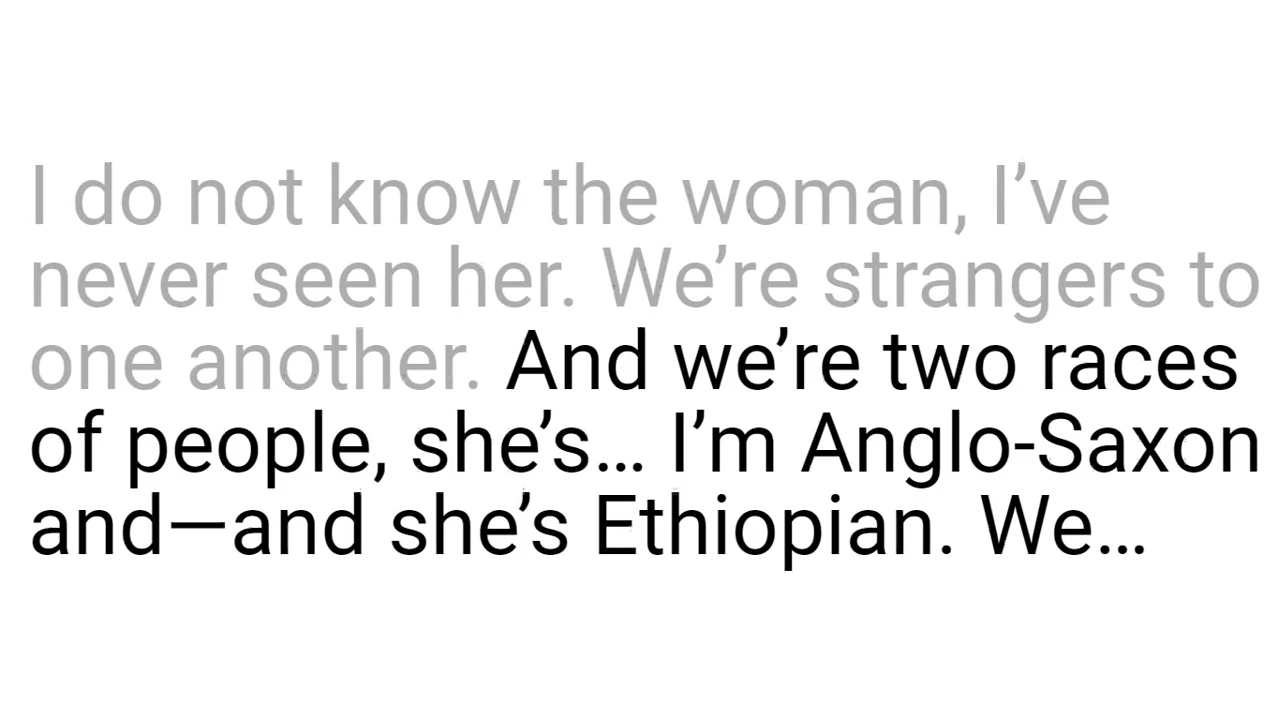 I do not know the woman, I’ve
never seen her. We’re strangers to
one another. And we’re two races
of people, she’s… I’m Anglo-Saxon
and—and she’s Ethiopian. We…